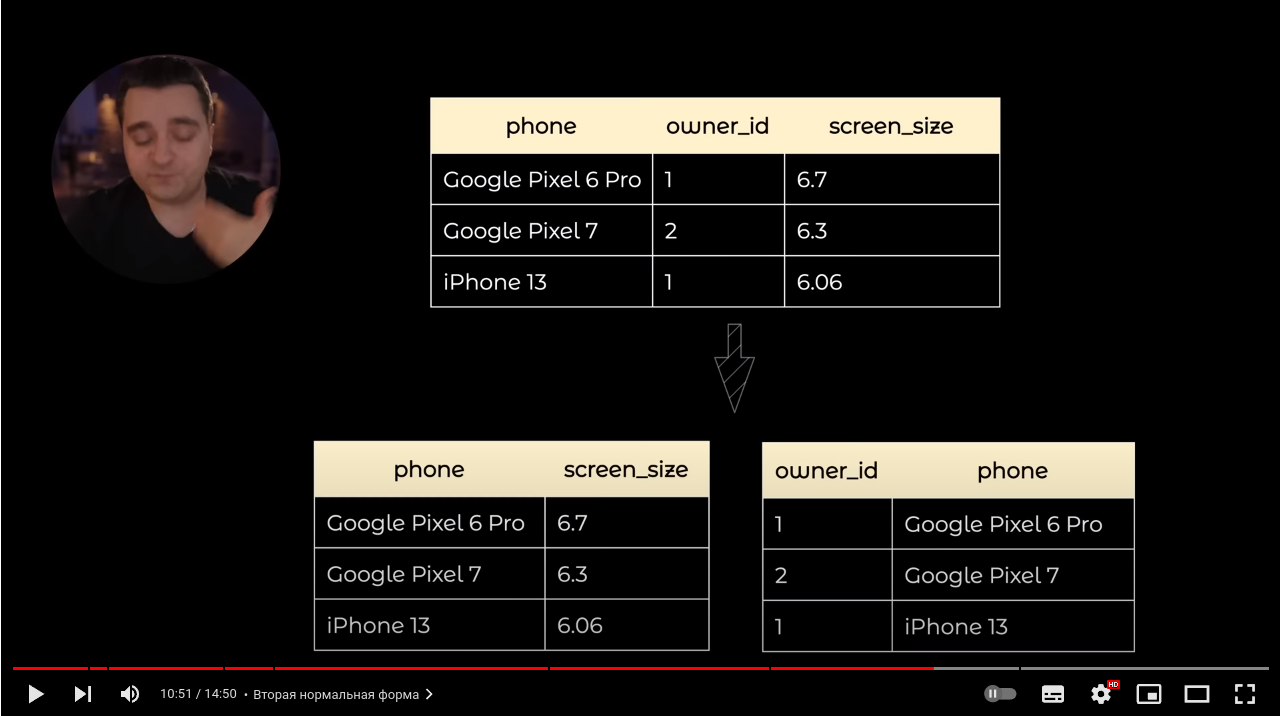 phone owner_id screen_size
Google Pixel 6 Pro 1 6.7
Google Pixel 7 2 6.3
iPhone 13 1 6.06
phone screen_size
Google Pixel 6 Pro 6.7
Google Pixel 7 6.3
iPhone 13 6.06
owner_id phone
1 Google Pixel 6 Pro
2 Google Pixel 7
1 iPhone 13
10:51 / 14:50 • Вторая нормальная форма
HD